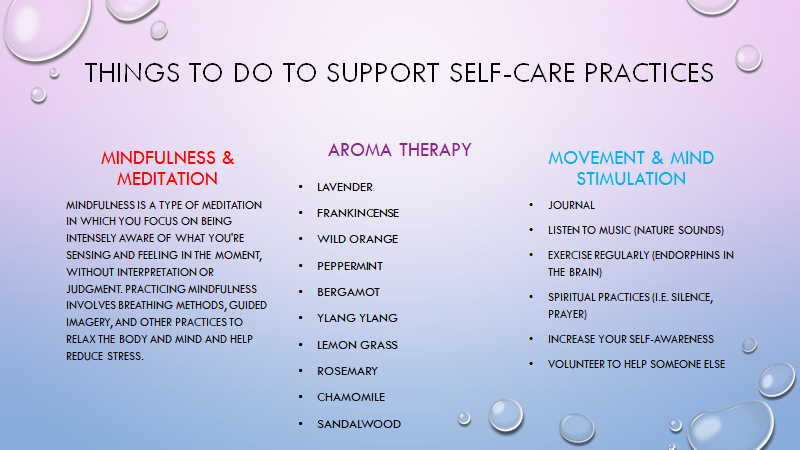 THINGS TO DO TO SUPPORT SELF-CARE PRACTICES
MINDFULNESS &
MEDITATION
MINDFULNESS IS A TYPE OF MEDITATION
IN WHICH YOU FOCUS ON BEING
INTENSELY AWARE OF WHAT YOU'RE
SENSING AND FEELING IN THE MOMENT,
WITHOUT INTERPRETATION OR
JUDGMENT. PRACTICING MINDFULNESS
INVOLVES BREATHING METHODS, GUIDED
IMAGERY, AND OTHER PRACTICES TO
RELAX THE BODY AND MIND AND HELP
REDUCE STRESS.
AROMA THERAPY
• LAVENDER
• FRANKINCENSE
• WILD ORANGE
• PEPPERMINT
• BERGAMOT
• YLANG YLANG
• LEMON GRASS
• ROSEMARY
• CHAMOMILE
• SANDALWOOD
MOVEMENT & MIND
STIMULATION
• JOURNAL
• LISTEN TO MUSIC (NATURE SOUNDS)
• EXERCISE REGULARLY (ENDORPHINS IN
THE BRAIN)
• SPIRITUAL PRACTICES (I.E. SILENCE,
PRAYER)
• INCREASE YOUR SELF-AWARENESS
• VOLUNTEER TO HELP SOMEONE ELSE